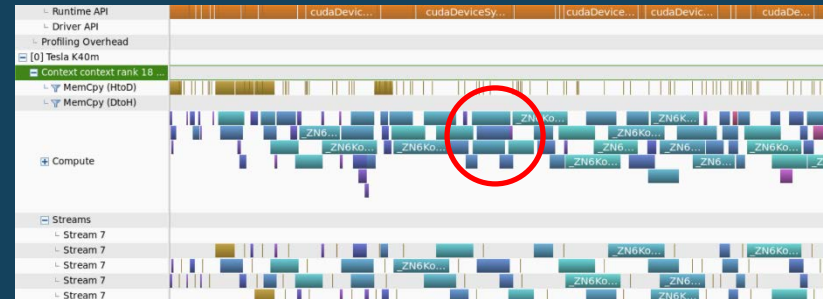 Runtime API cudaDevic... cudaDeviceSy... cudaDevice... cudaDevic... cudaDe...
Driver API
Profiling Overhead
[0] Tesla K40m
Context context rank 18 ...
MemCpy (HtoD)
MemCpy (DtoH)
_ZN6Ko... _ZN6K...
_ZN6... _ZN6Ko...
Compute _ZN6Ko... _ZN6Ko... _ZN6... _ZN6... _ZN6Ko...
_ZN6Ko... _ZN6...
Streams
Stream 7
Stream 7 _ZN6Ko... _ZN6Ko...
Stream 7 _ZN6Ko...
Stream 7 _ZN6Ko... _ZN6...
Stream 7 _ZN6K...